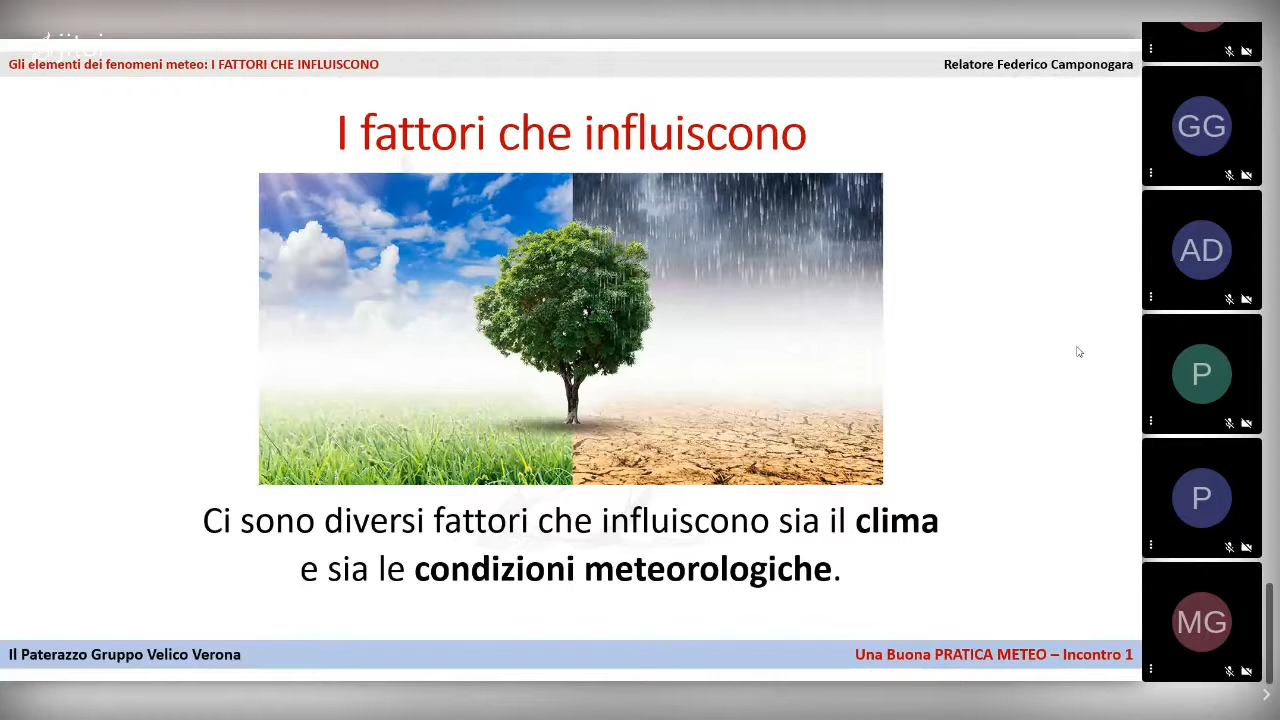 jitsi
Gli elementi dei fenomeni meteo: I FATTORI CHE INFLUISCONO
Relatore Federico Camponogara
I fattori che influiscono
Ci sono diversi fattori che influiscono sia il clima
e sia le condizioni meteorologiche.
Il Paterazzo Gruppo Velico Verona
Una Buona PRATICA METEO – Incontro 1
GG
AD
P
P
MG